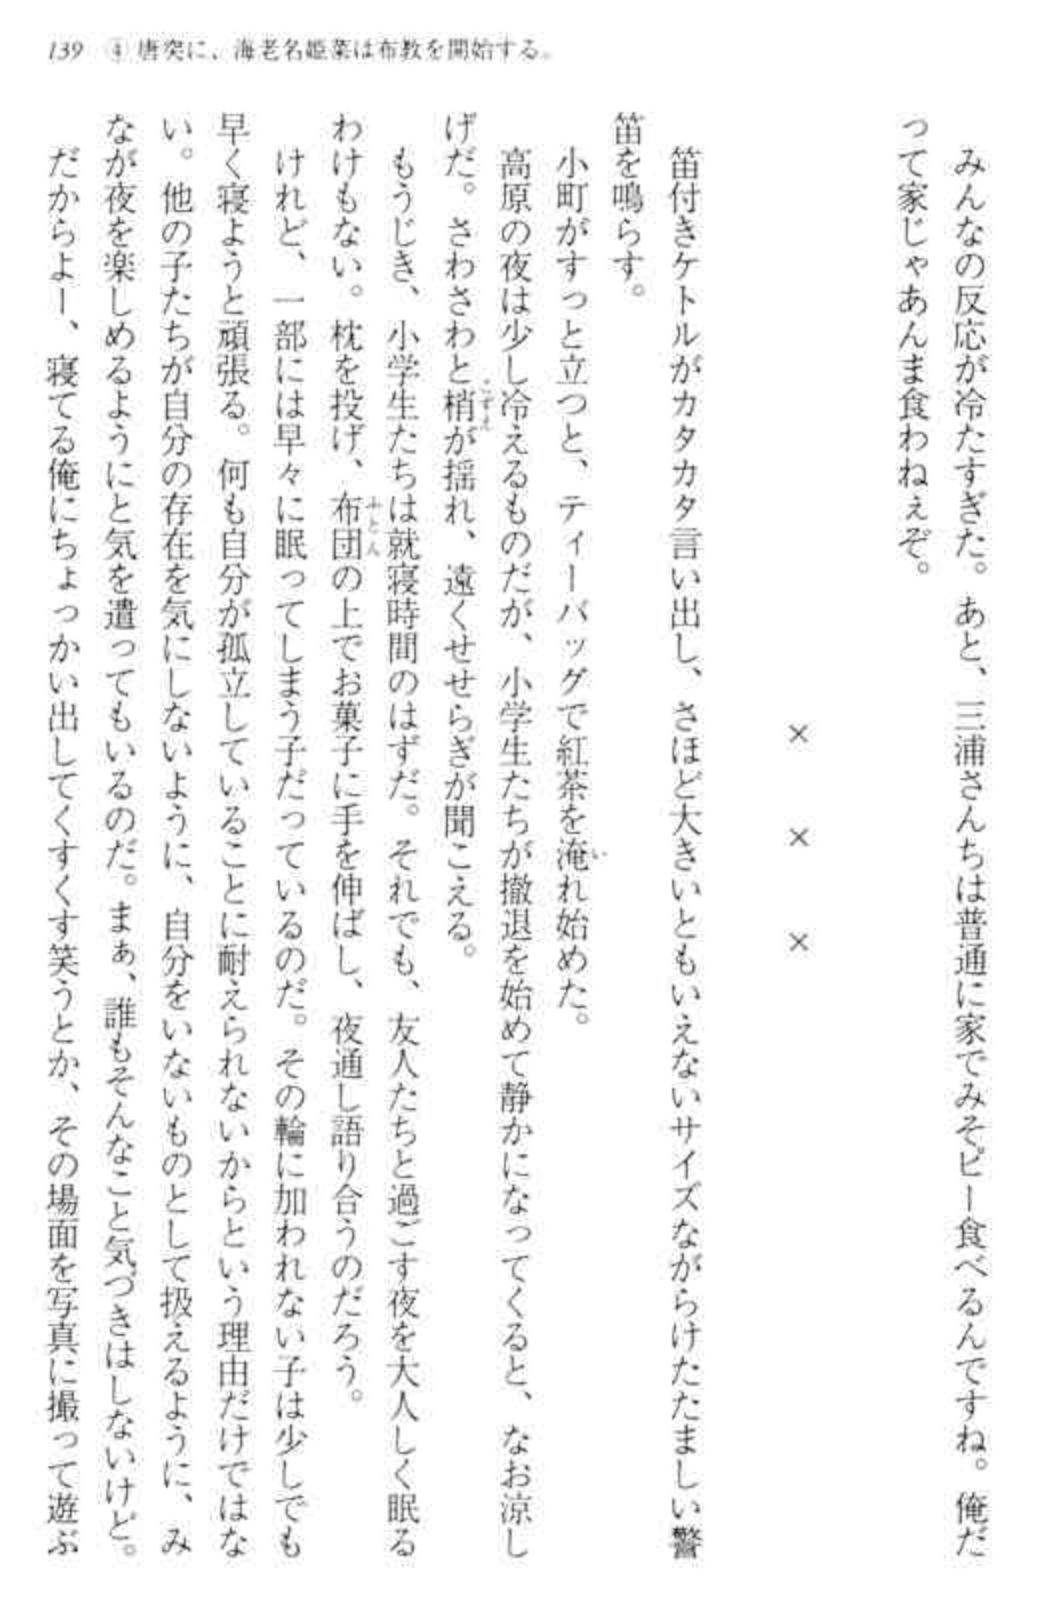 139 ④ 唐突に、海老名姫菜は布教を開始する。
みんなの反応が冷たすぎた。あと、三浦さんちは普通に家でみそピー食べるんですね。俺だ
って家じゃあんま食わねぇぞ。
× × ×
笛付きケトルがカタカタ言い出し、さほど大きいともいえないサイズながらけたたましい警
笛を鳴らす。
小町がすっと立つと、ティーバッグで紅茶を淹れ始めた。
高原の夜は少し冷えるものだが、小学生たちが撤退を始めて静かになってくると、なお涼し
げだ。さわさわと梢が揺れ、遠くせせらぎが聞こえる。
もうじき、小学生たちは就寝時間のはずだ。それでも、友人たちと過ごす夜を大人しく眠る
わけもない。枕を投げ、布団の上でお菓子に手を伸ばし、夜通し語り合うのだろう。
けれど、一部には早々に眠ってしまう子だっているのだ。その輪に加われない子は少しでも
早く寝ようと頑張る。何も自分が孤立していることに耐えられないからという理由だけではな
い。他の子たちが自分の存在を気にしないように、自分をいないものとして扱えるように、み
なが夜を楽しめるようにと気を遣ってもいるのだ。まぁ、誰もそんなこと気づきはしないけど。
だからよー、寝てる俺にちょっかい出してくすくす笑うとか、その場面を写真に撮って遊ぶ